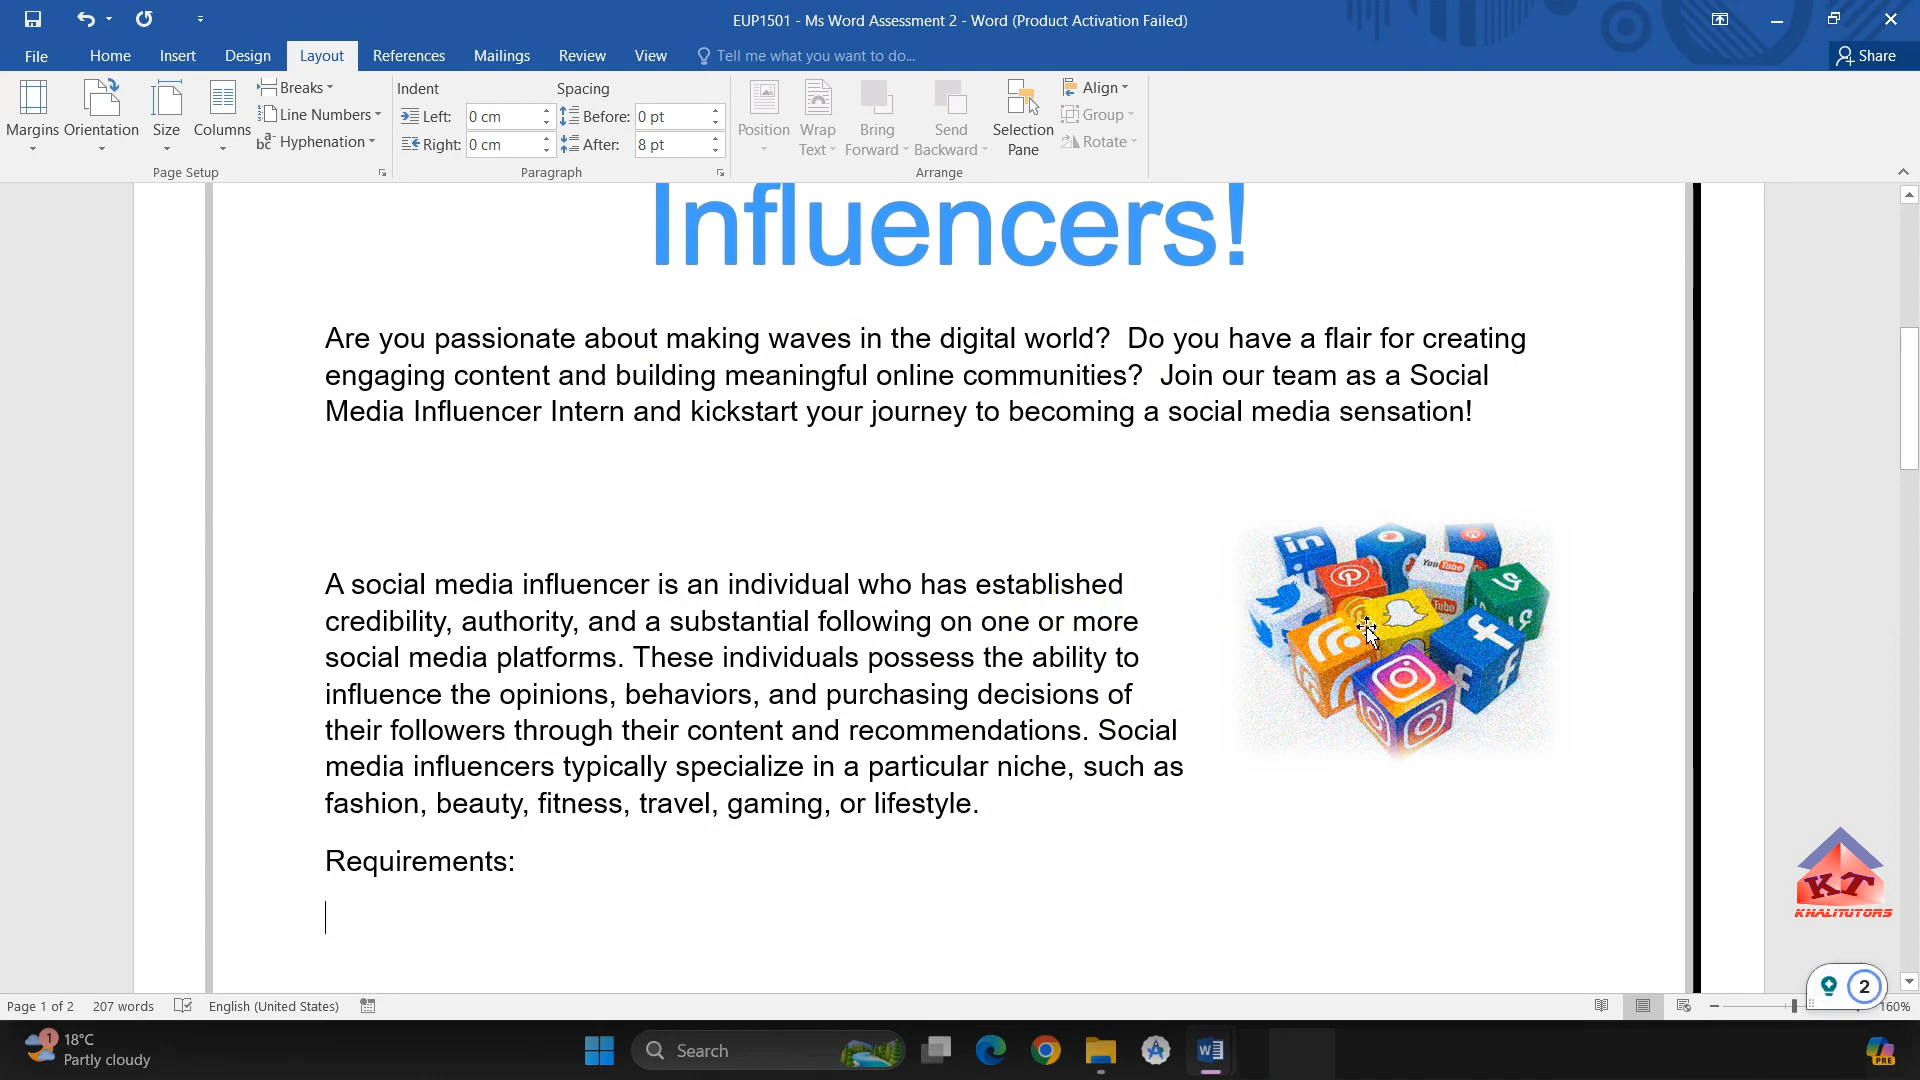 EUP1501 - Ms Word Assessment 2 - Word (Product Activation Failed)
File Home Insert Design Layout References Mailings Review View Tell me what you want to do... Share
Margins Orientation Size Columns
Breaks
Line Numbers
Hyphenation
Page Setup
Indent Spacing
Left: 0 cm Before: 0 pt
Right: 0 cm After: 8 pt
Paragraph
Position Wrap Text Bring Forward Send Backward Selection Pane
Align
Group
Rotate
Arrange
Influencers!
Are you passionate about making waves in the digital world?  Do you have a flair for creating
engaging content and building meaningful online communities?  Join our team as a Social
Media Influencer Intern and kickstart your journey to becoming a social media sensation!
in
YouTube
Tube
f
f
A social media influencer is an individual who has established
credibility, authority, and a substantial following on one or more
social media platforms. These individuals possess the ability to
influence the opinions, behaviors, and purchasing decisions of
their followers through their content and recommendations. Social
media influencers typically specialize in a particular niche, such as
fashion, beauty, fitness, travel, gaming, or lifestyle.
Requirements:
KT
KHALITUTORS
2
Page 1 of 2 207 words English (United States) 160%
1 18°C
Partly cloudy
Search
PRE